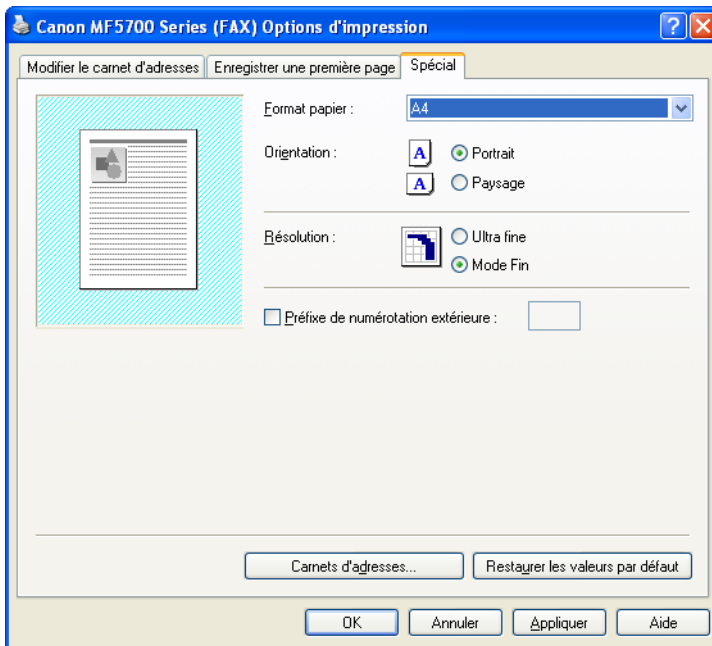 Canon MF5700 Series (FAX) Options d'impression
Modifier le carnet d'adresses Enregistrer une première page Spécial
Format papier : A4
Orientation : A Portrait
A Paysage
Résolution : Ultra fine
Mode Fin
Préfixe de numérotation extérieure :
Carnets d'adresses... Restaurer les valeurs par défaut
OK Annuler Appliquer Aide